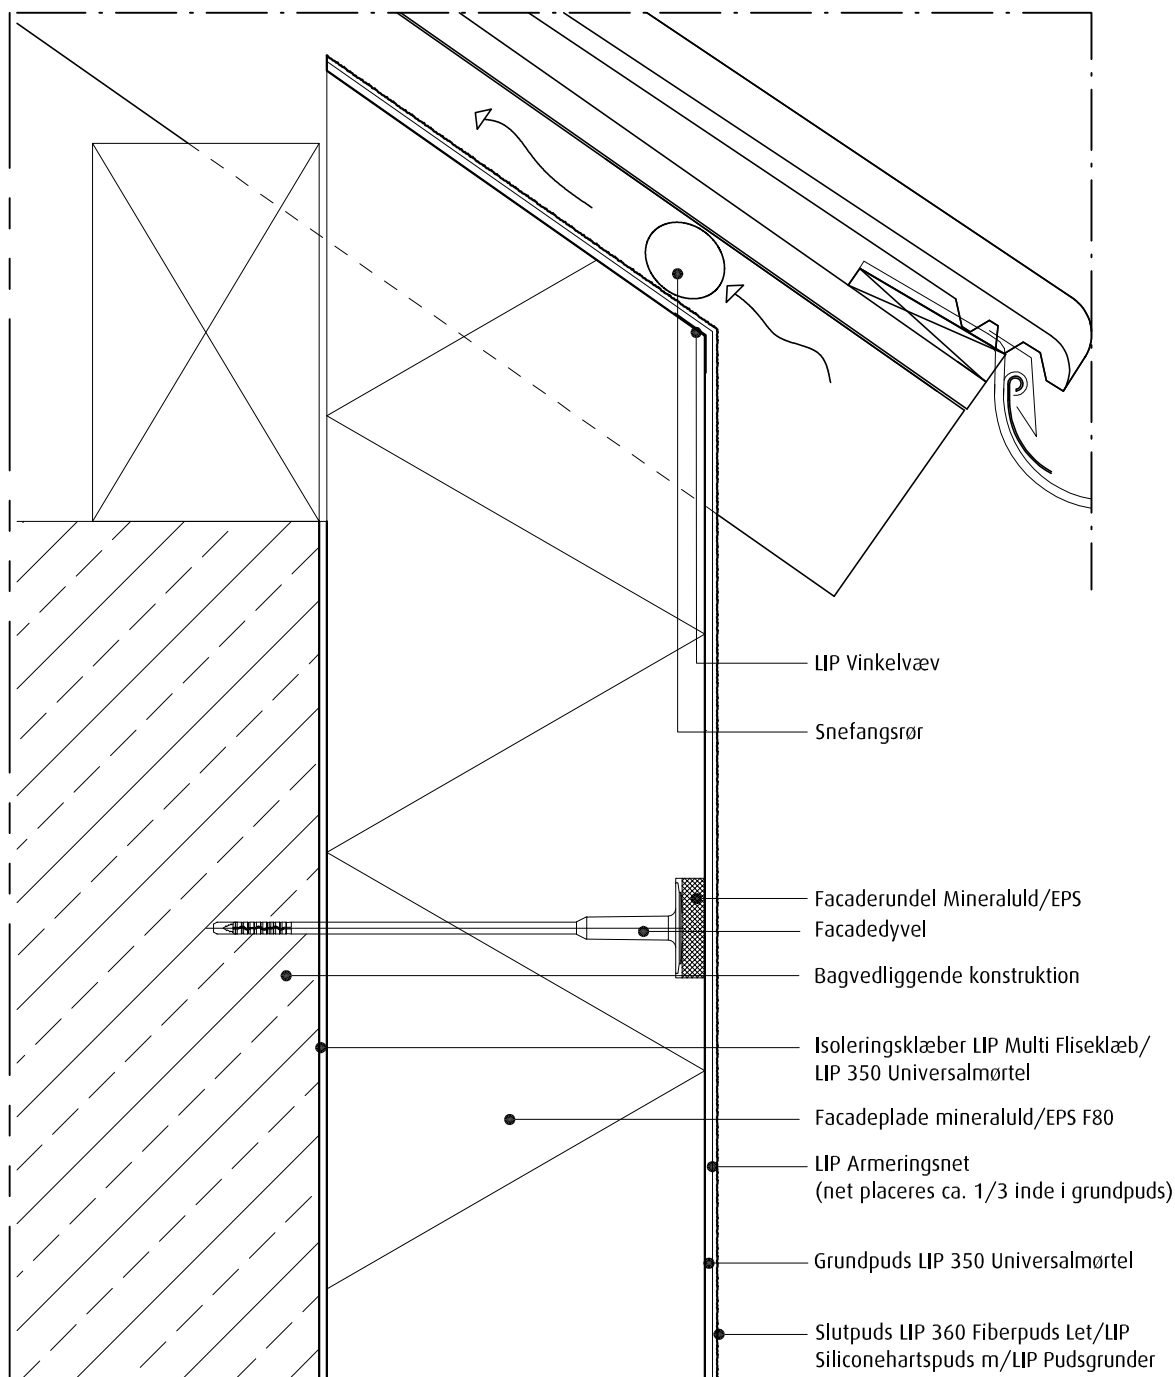 LIP Vinkelvæv
Snefangsrør
Facaderundel Mineraluld/EPS
Facadedyvel
Bagvedliggende konstruktion
Isoleringsklæber LIP Multi Fliseklæb/
LIP 350 Universalmørtel
Facadeplade mineraluld/EPS F80
LIP Armeringsnet
(net placeres ca. 1/3 inde i grundpuds)
Grundpuds LIP 350 Universalmørtel
Slutpuds LIP 360 Fiberpuds Let/LIP
Siliconehartspuds m/LIP Pudsgrunder